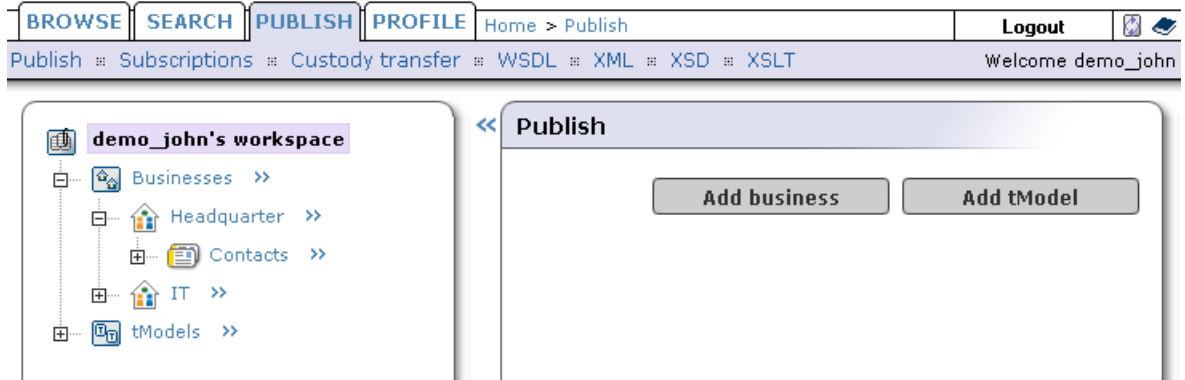 BROWSE SEARCH PUBLISH PROFILE Home > Publish Logout
Publish Subscriptions Custody transfer WSDL XML XSD XSLT Welcome demo_john
demo_john's workspace
Businesses >>
Headquarter >>
Contacts >>
IT >>
tModels >>
<< Publish
Add business Add tModel